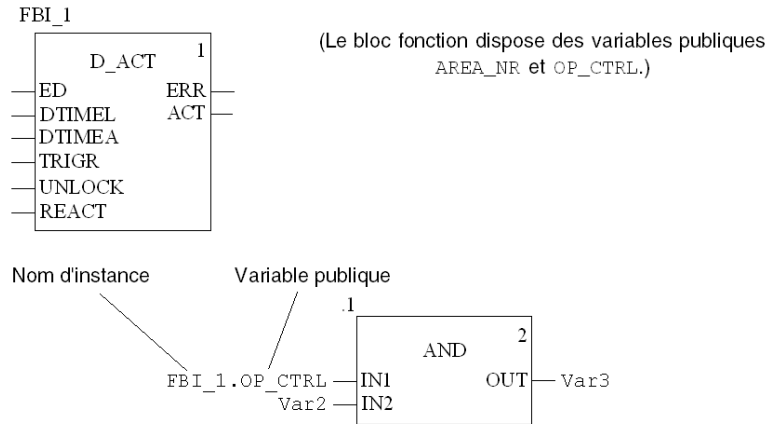 FBI_1
D_ACT 1
(Le bloc fonction dispose des variables publiques
AREA_NR et OP_CTRL.)
ED ERR
DTIMEL ACT
DTIMEA
TRIGR
UNLOCK
REACT
Nom d'instance Variable publique
.1
AND 2
FBI_1.OP_CTRL IN1 OUT Var3
Var2 IN2